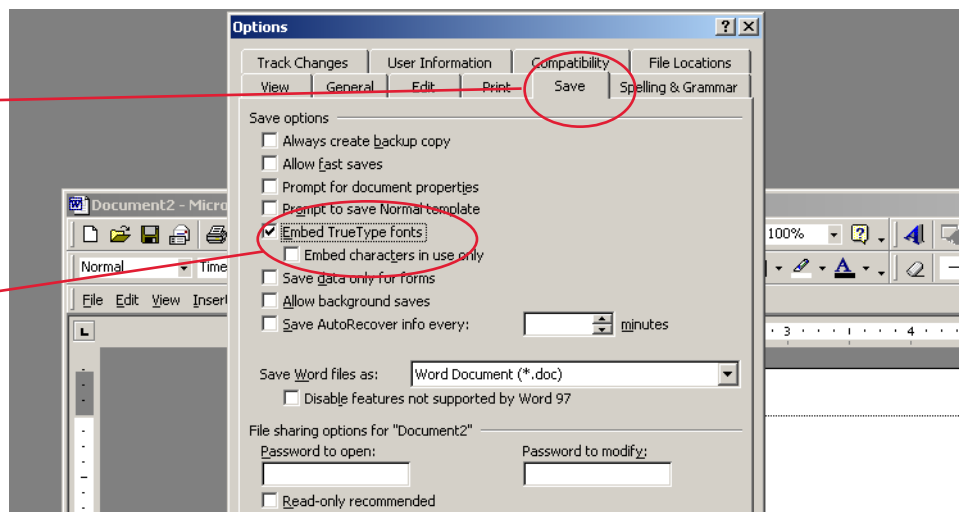 Options
Track Changes User Information Compatibility File Locations
View General Edit Print Save Spelling & Grammar
Save options
Always create backup copy
Allow fast saves
Prompt for document properties
Document2 - Micro
Prompt to save Normal template
Embed TrueType fonts
100%
Embed characters in use only
Normal Time
Save data only for forms
Allow background saves
File Edit View Insert
Save AutoRecover info every: minutes
3 4
Save Word files as: Word Document (*.doc)
Disable features not supported by Word 97
File sharing options for "Document2"
Password to open: Password to modify:
Read-only recommended